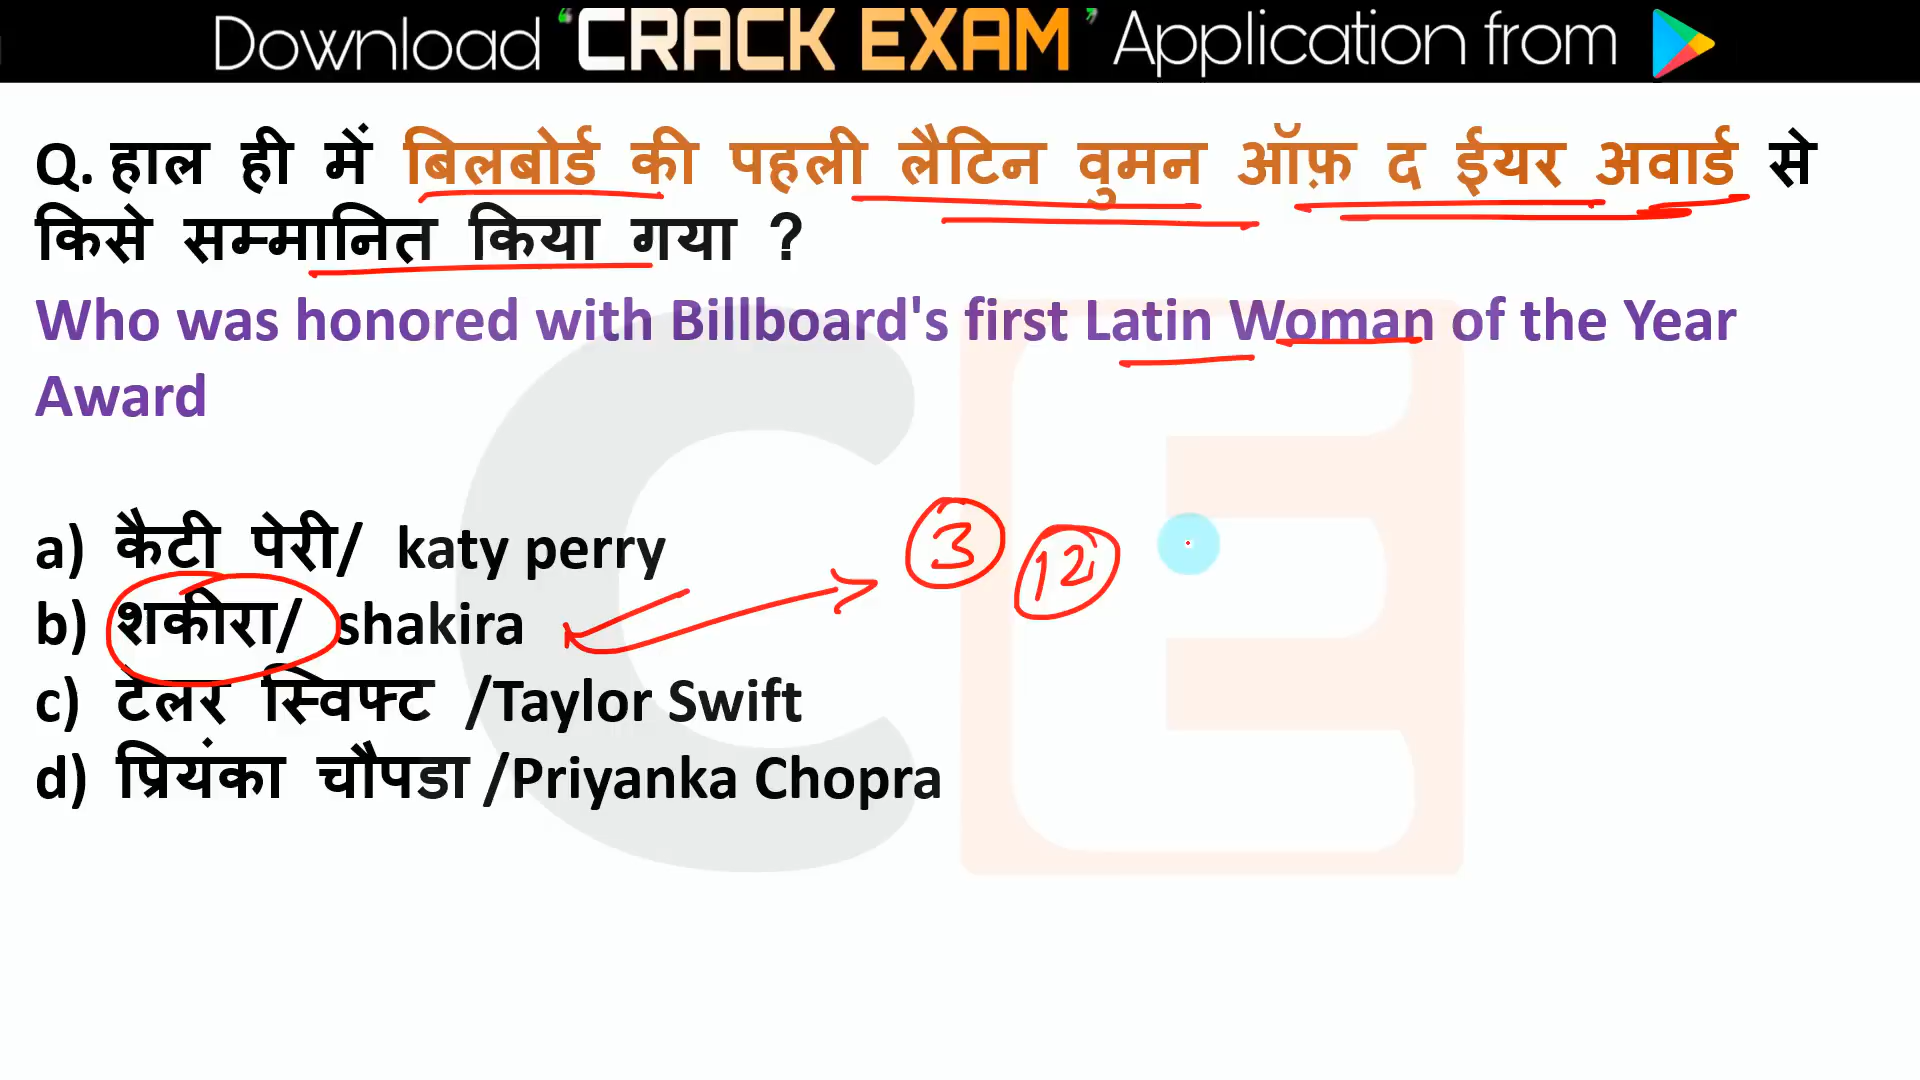 Download 'CRACK EXAM' Application from
Q. हाल ही में बिलबोर्ड की पहली लैटिन वुमन ऑफ़ द ईयर अवार्ड से
किसे सम्मानित किया गया ?
Who was honored with Billboard's first Latin Woman of the Year
Award
a) कैटी पेरी/ katy perry
b) शकीरा/ shakira
c) टेलर स्विफ्ट /Taylor Swift
d) प्रियंका चौपडा /Priyanka Chopra
3 12
CE